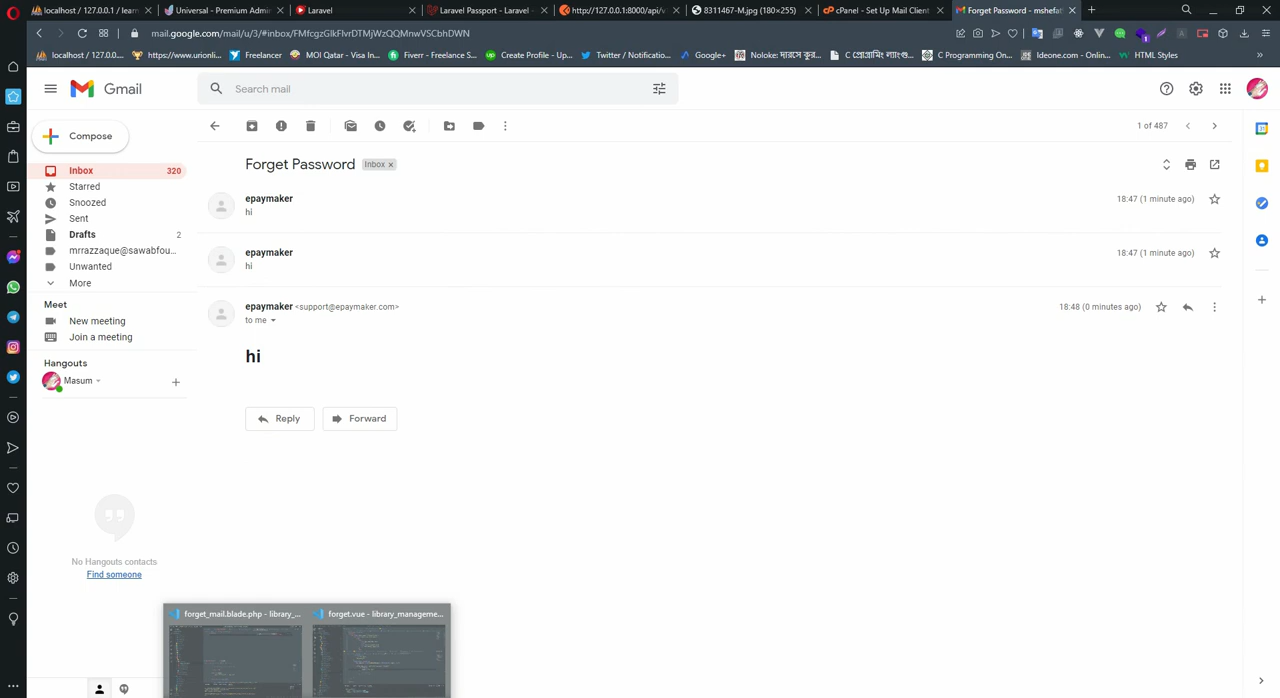 localhost / 127.0.0.1 / learn
Universal - Premium Admin
Laravel
Laravel Passport - Laravel
http://127.0.0.1:8000/api/v
8311467-M.jpg (180×255)
cPanel - Set Up Mail Client
Forget Password - mshefat
mail.google.com/mail/u/3/#inbox/FMfcgzGlkFlvrDTMjWzQQMnwVSCbhDWN
localhost / 127.0.0....
https://www.urionli...
Freelancer
MOI Qatar - Visa In...
Fiverr - Freelance S...
Create Profile - Up...
Twitter / Notificatio...
Google+
Noloke: দারসে কুর...
C প্রোগ্রামিং ল্যাংগু...
C Programming On...
Ideone.com - Onlin...
HTML Styles
Gmail
Search mail
Compose
1 of 487
Inbox 320
Starred
Snoozed
Sent
Drafts 2
mrrazzaque@sawabfou...
Unwanted
More
Meet
New meeting
Join a meeting
Hangouts
Masum
No Hangouts contacts
Find someone
Forget Password Inbox ×
epaymaker 18:47 (1 minute ago)
hi
epaymaker 18:47 (1 minute ago)
hi
epaymaker <support@epaymaker.com> 18:48 (0 minutes ago)
to me
hi
Reply Forward
forget_mail.blade.php - library_... forget.vue - library_manageme...